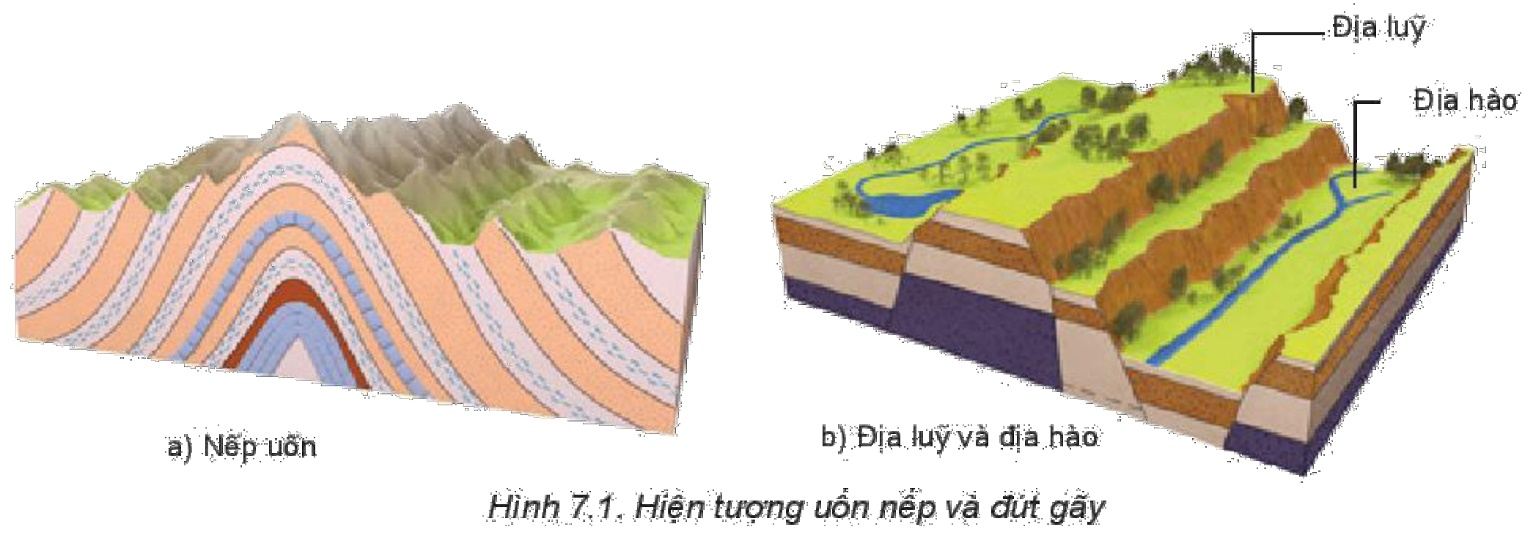 Địa luỹ
Địa hào
a) Nếp uốn
b) Địa luỹ và địa hào
Hình 7.1. Hiện tượng uốn nếp và đứt gãy